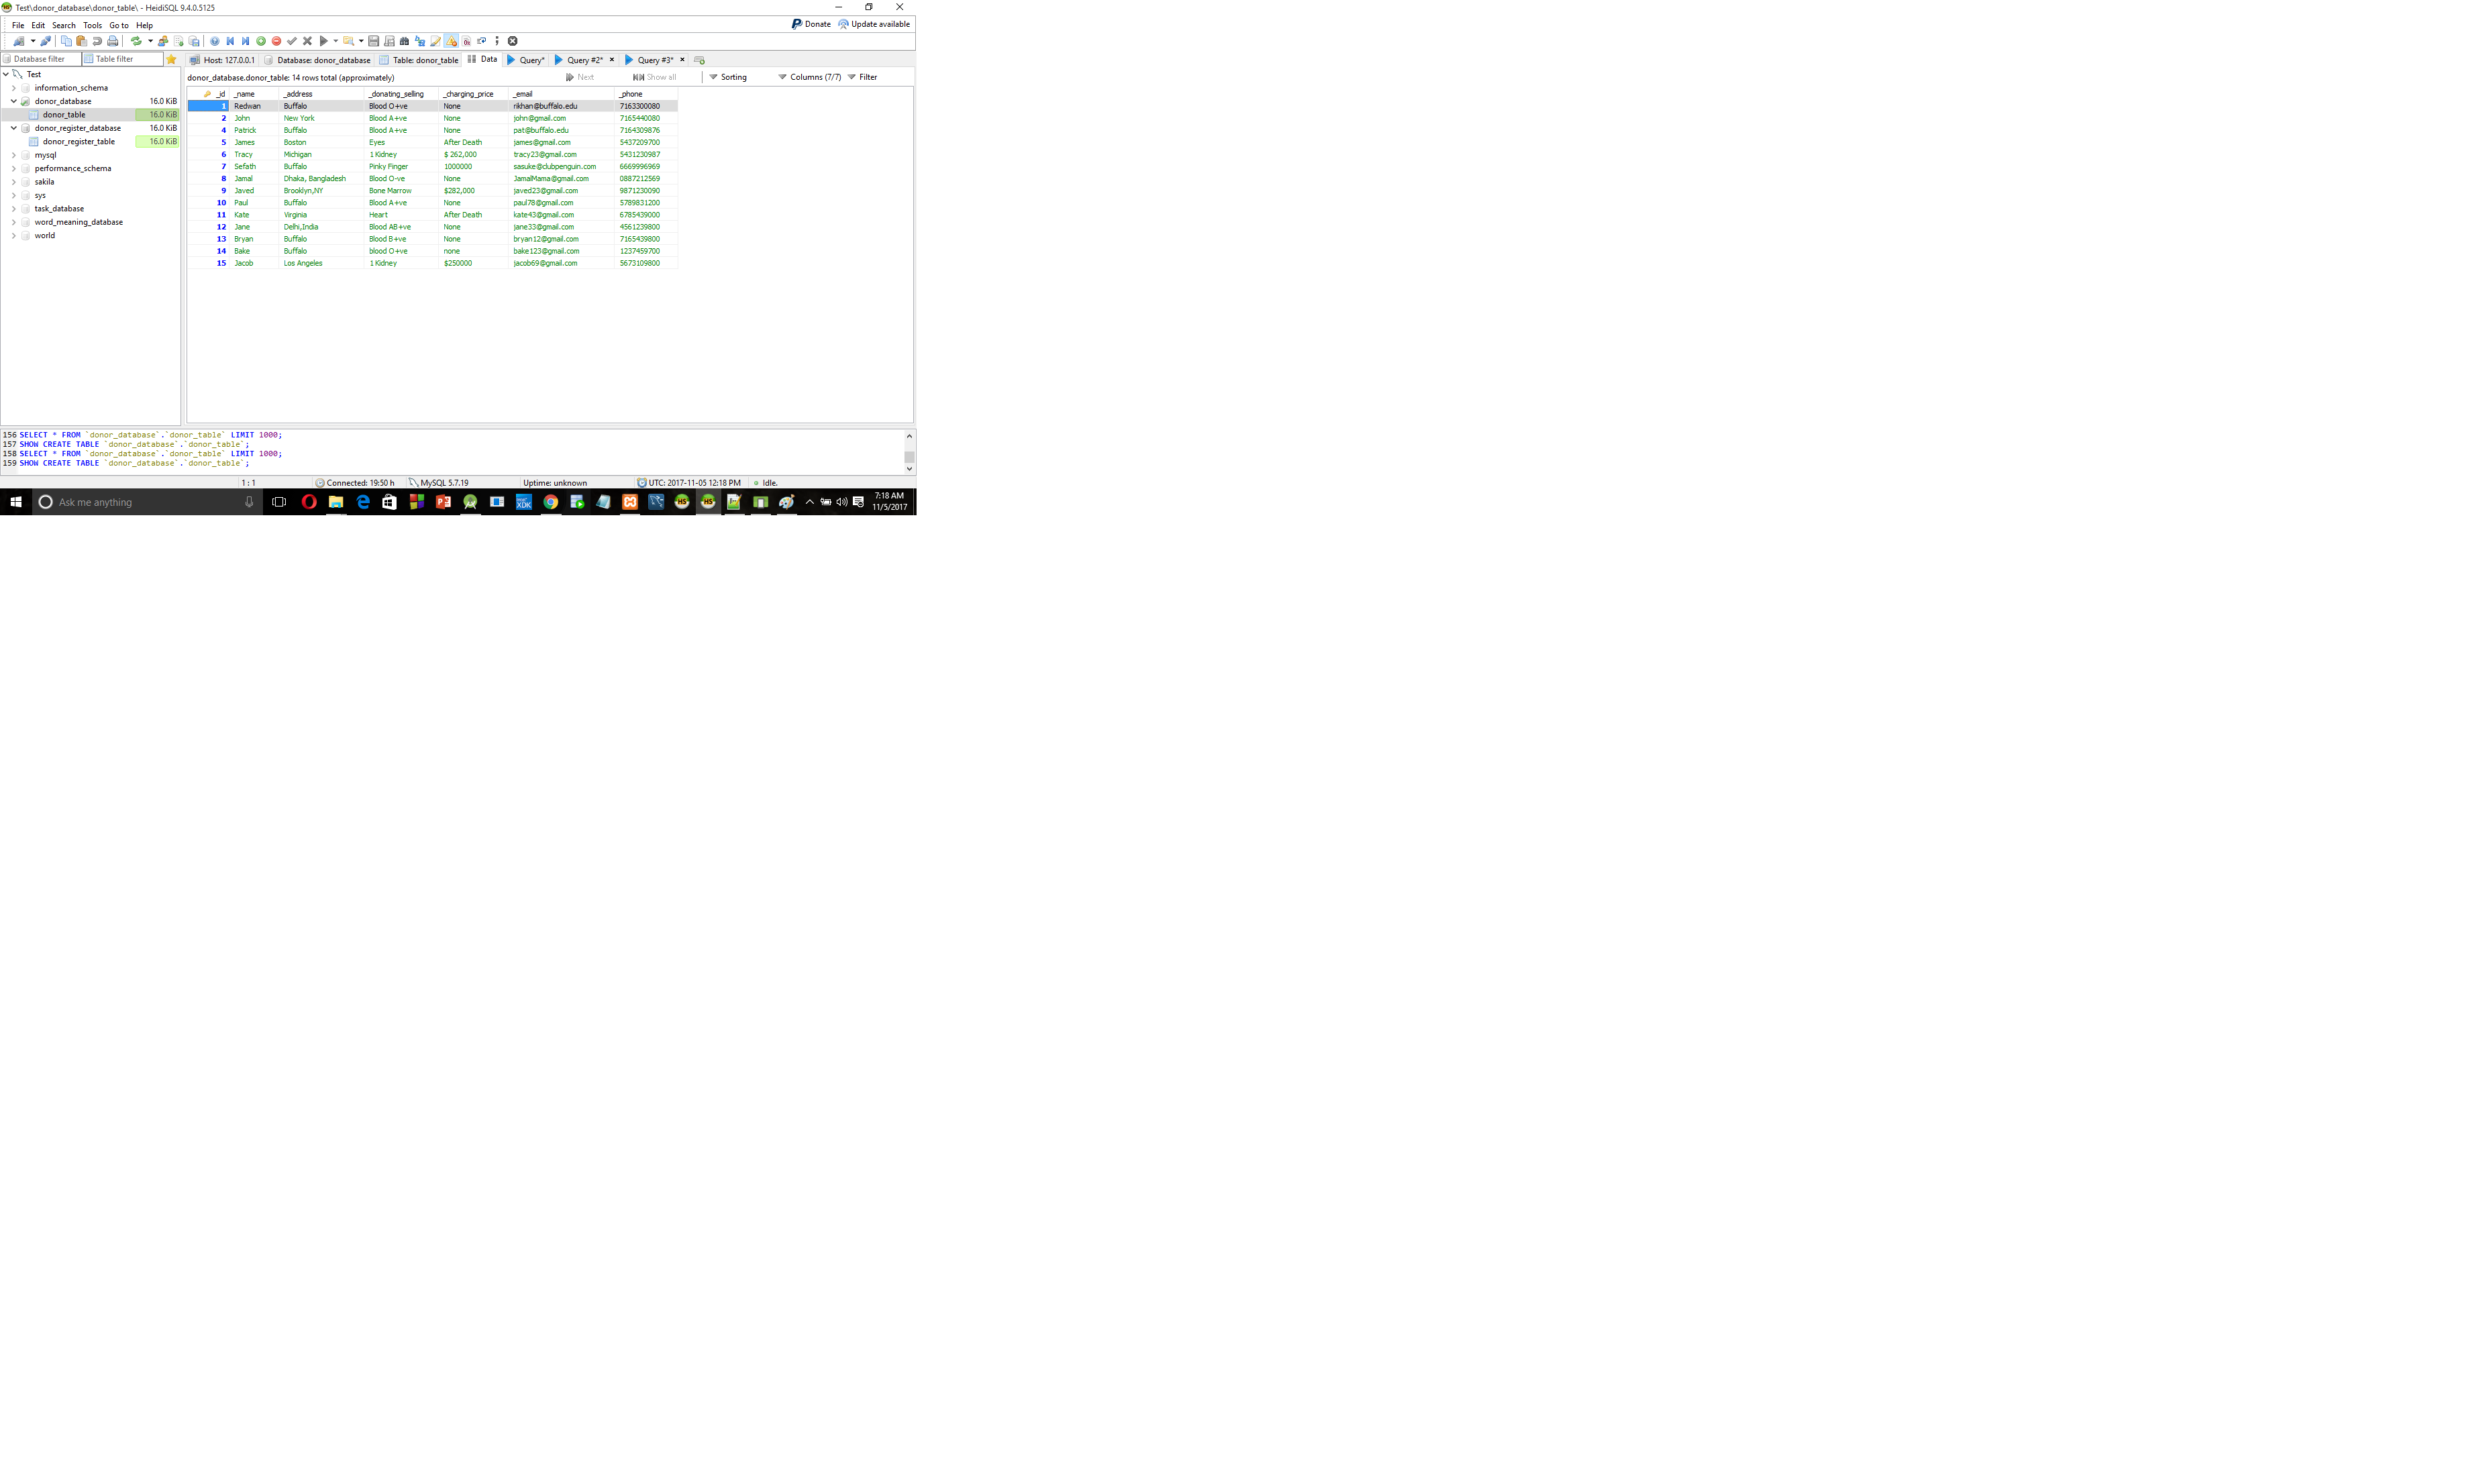 Test\donor_database\donor_table\ - HeidiSQL 9.4.0.5125
File Edit Search Tools Go to Help
Donate Update available
Database filter Table filter Host: 127.0.0.1 Database: donor_database Table: donor_table Data Query* Query #2* Query #3*
donor_database.donor_table: 14 rows total (approximately) Next Show all Sorting Columns (7/7) Filter
Test
information_schema
donor_database 16.0 KiB
donor_table 16.0 KiB
donor_register_database 16.0 KiB
donor_register_table 16.0 KiB
mysql
performance_schema
sakila
sys
task_database
word_meaning_database
world
_id _name _address _donating_selling _charging_price _email _phone
1 Redwan Buffalo Blood O+ve None rikhan@buffalo.edu 7163300080
2 John New York Blood A+ve None john@gmail.com 7165440080
4 Patrick Buffalo Blood A+ve None pat@buffalo.edu 7164309876
5 James Boston Eyes After Death james@gmail.com 5437209700
6 Tracy Michigan 1 Kidney $ 262,000 tracy23@gmail.com 5431230987
7 Sefath Buffalo Pinky Finger 1000000 sasuke@clubpenguin.com 6669996969
8 Jamal Dhaka, Bangladesh Blood O-ve None JamalMama@gmail.com 0887212569
9 Javed Brooklyn,NY Bone Marrow $282,000 javed23@gmail.com 9871230090
10 Paul Buffalo Blood A+ve None paul78@gmail.com 5789831200
11 Kate Virginia Heart After Death kate43@gmail.com 6785439000
12 Jane Delhi,India Blood AB+ve None jane33@gmail.com 4561239800
13 Bryan Buffalo Blood B+ve None bryan12@gmail.com 7165439800
14 Bake Buffalo blood O+ve none bake123@gmail.com 1237459700
15 Jacob Los Angeles 1 Kidney $250000 jacob69@gmail.com 5673109800
156 SELECT * FROM `donor_database`.`donor_table` LIMIT 1000;
157 SHOW CREATE TABLE `donor_database`.`donor_table`;
158 SELECT * FROM `donor_database`.`donor_table` LIMIT 1000;
159 SHOW CREATE TABLE `donor_database`.`donor_table`;
1 : 1 Connected: 19:50 h MySQL 5.7.19 Uptime: unknown UTC: 2017-11-05 12:18 PM Idle.
Ask me anything
XDK
HS HS
7:18 AM
11/5/2017